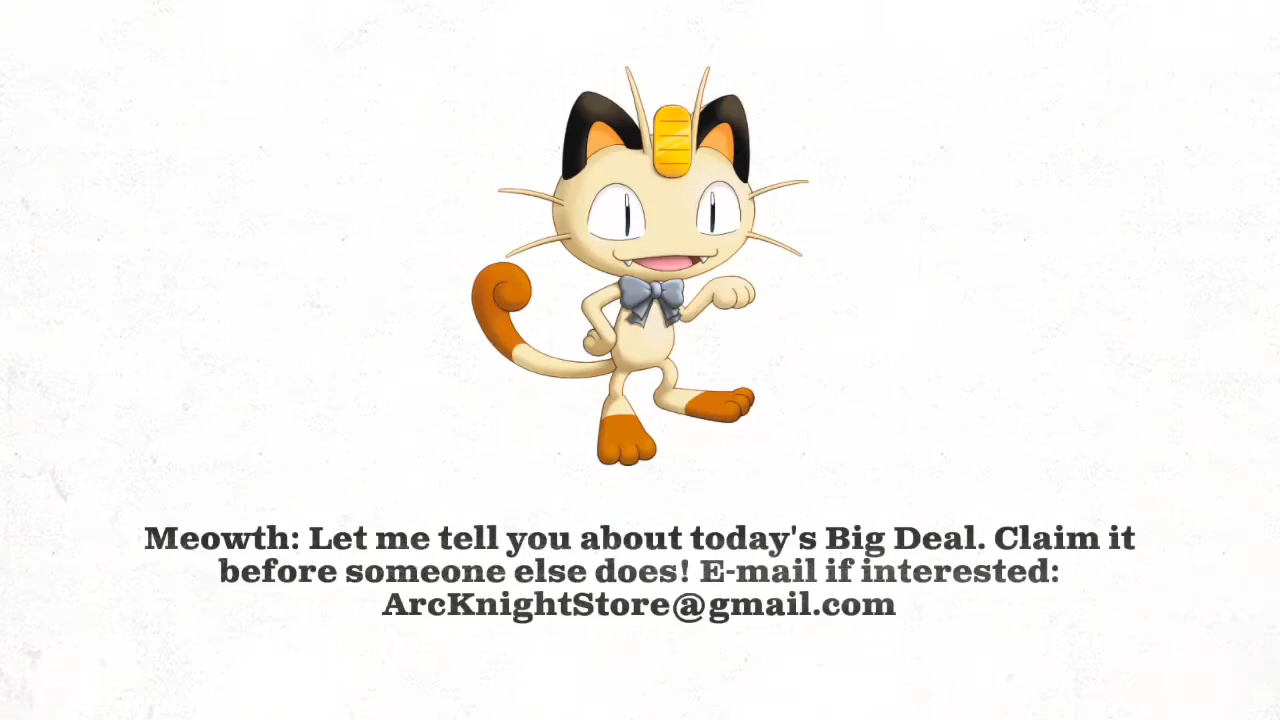 Meowth: Let me tell you about today's Big Deal. Claim it
before someone else does! E-mail if interested:
ArcKnightStore@gmail.com